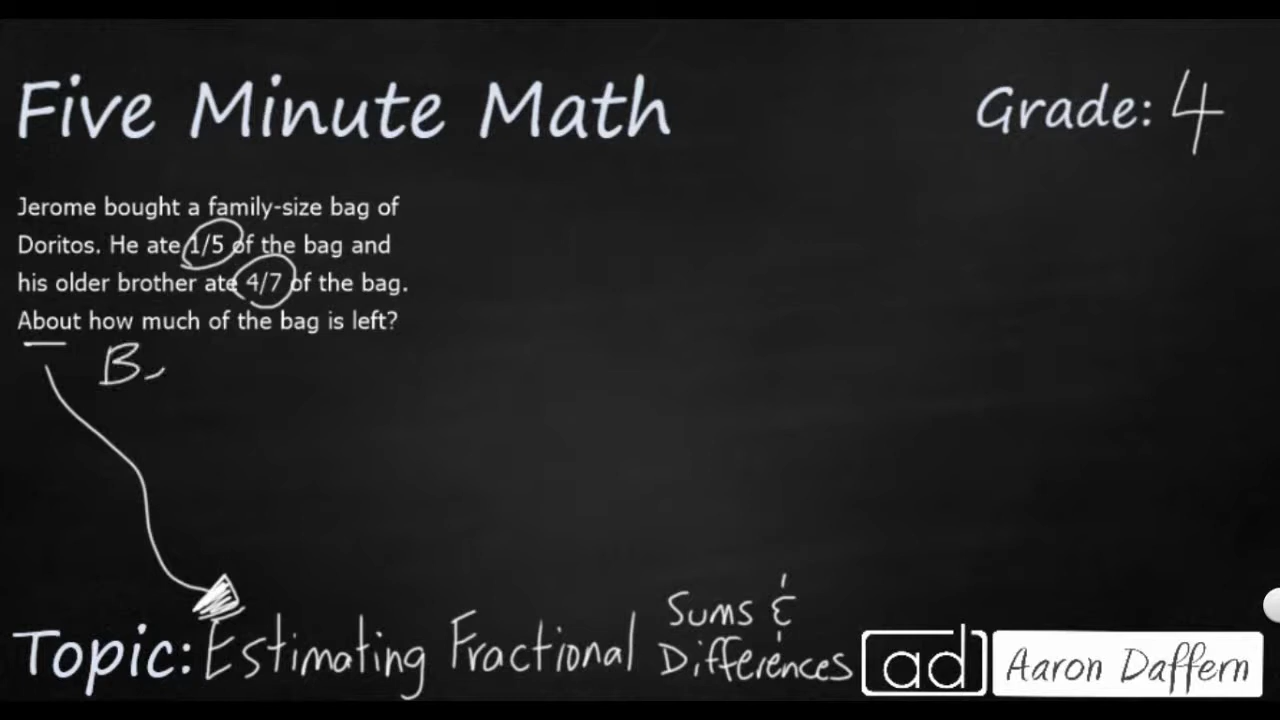 Five Minute Math
Grade: 4
Jerome bought a family-size bag of
Doritos. He ate 1/5 of the bag and
his older brother ate 4/7 of the bag.
About how much of the bag is left?
B
Topic: Estimating Fractional Sums &
Differences
ad Aaron Daffern